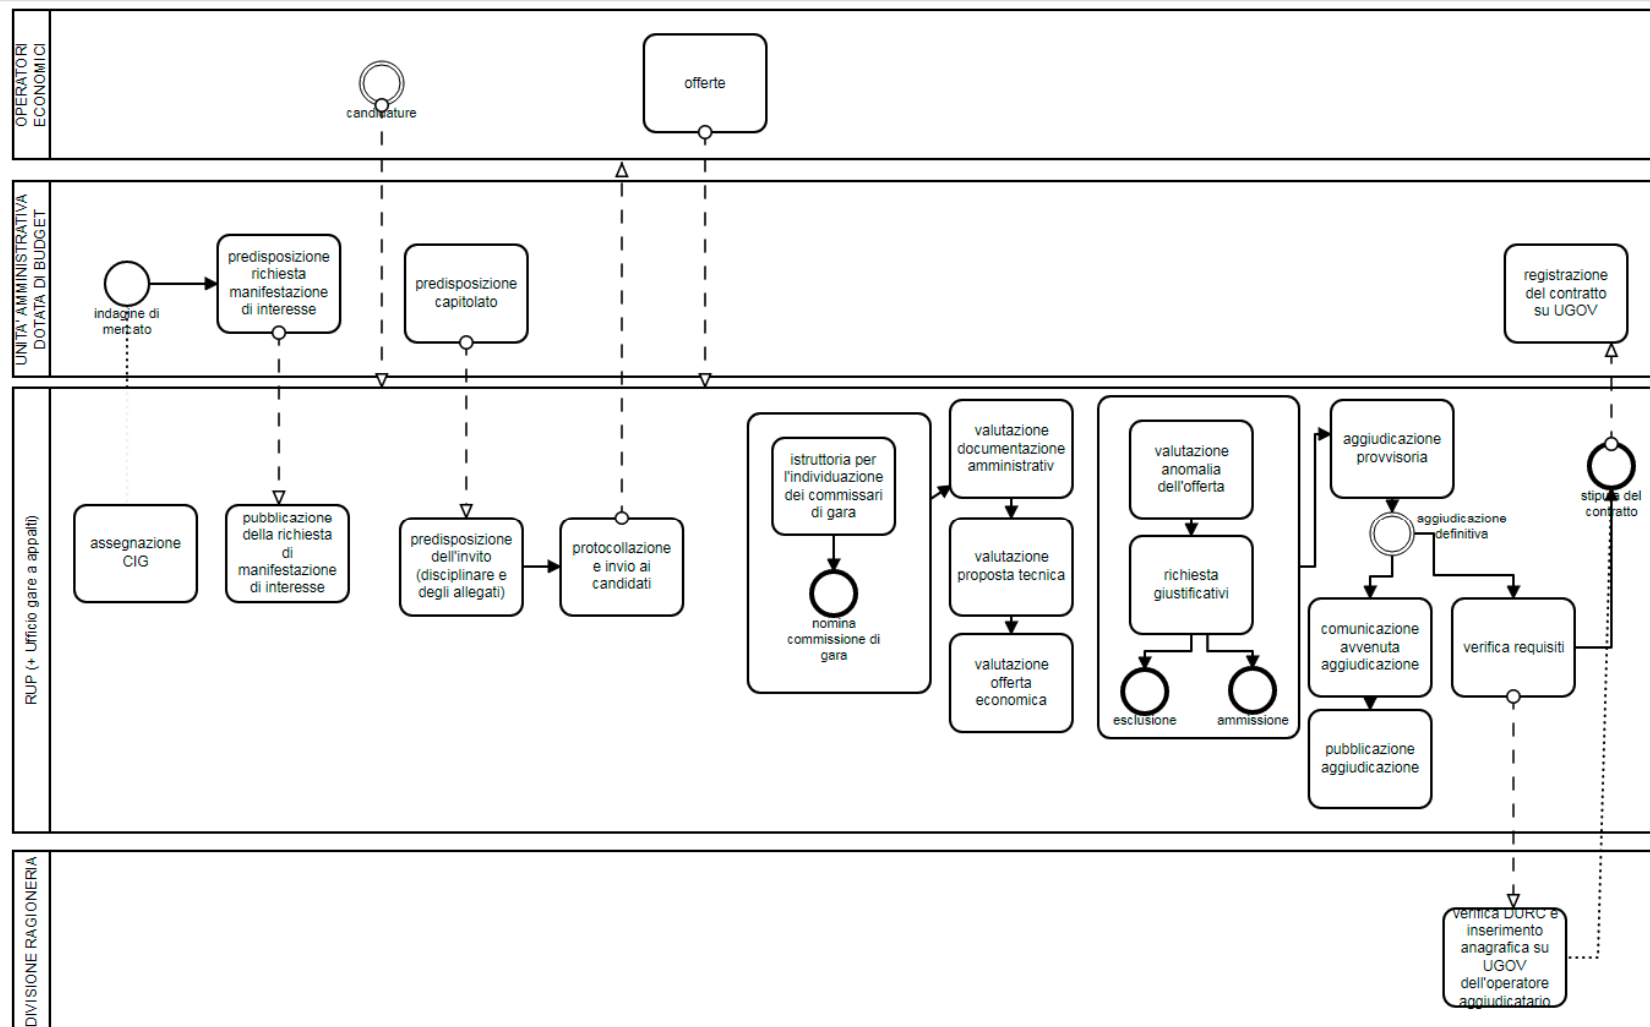 OPERATORI
ECONOMICI
candidature
offerte
UNITA' AMMINISTRATIVA
DOTATA DI BUDGET
indagine di
mercato
predisposizione
richiesta
manifestazione
di interesse
predisposizione
capitolato
registrazione
del contratto
su UGOV
RUP (+ Ufficio gare a appati)
assegnazione
CIG
pubblicazione
della richiesta
di
manifestazione
di interesse
predisposizione
dell'invito
(disciplinare e
degli allegati)
protocollazione
e invio ai
candidati
istruttoria per
l'individuazione
dei commissari
di gara
nomina
commissione di
gara
valutazione
documentazione
amministrativ
valutazione
proposta tecnica
valutazione
offerta
economica
valutazione
anomalia
dell'offerta
richiesta
giustificativi
esclusione
ammissione
aggiudicazione
provvisoria
aggiudicazione
definitiva
comunicazione
avvenuta
aggiudicazione
pubblicazione
aggiudicazione
verifica requisiti
stipula del
contratto
DIVISIONE RAGIONERIA
verifica DURC e
inserimento
anagrafica su
UGOV
dell'operatore
aggiudicatario